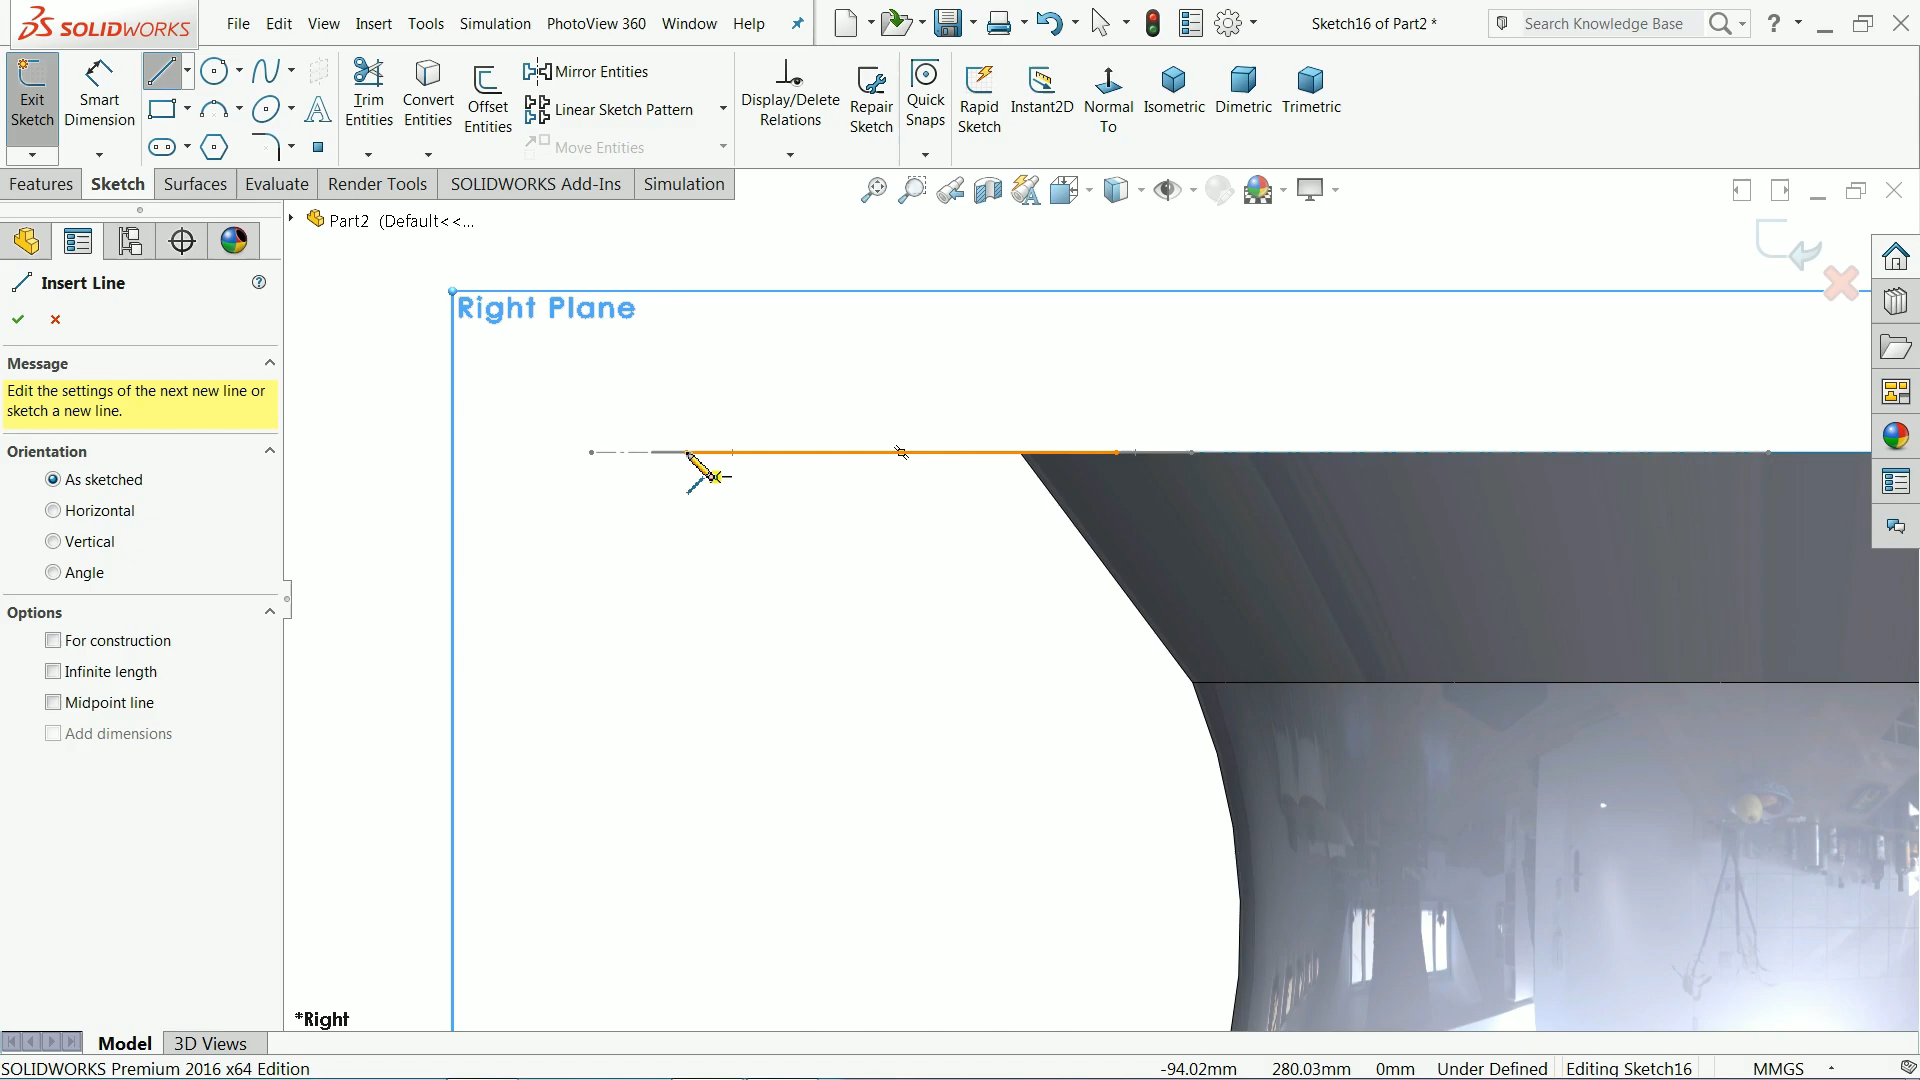 SOLIDWORKS
File Edit View Insert Tools Simulation PhotoView 360 Window Help
Sketch16 of Part2 *
Search Knowledge Base
?
Exit Sketch
Smart Dimension
Trim Entities
Convert Entities
Offset Entities
Mirror Entities
Linear Sketch Pattern
Move Entities
Display/Delete Relations
Repair Sketch
Quick Snaps
Rapid Sketch
Instant2D
Normal To
Isometric
Dimetric
Trimetric
Features Sketch Surfaces Evaluate Render Tools SOLIDWORKS Add-Ins Simulation
Part2 (Default<<...
Insert Line
Message
Edit the settings of the next new line or
sketch a new line.
Orientation
As sketched
Horizontal
Vertical
Angle
Options
For construction
Infinite length
Midpoint line
Add dimensions
Right Plane
*Right
Model 3D Views
SOLIDWORKS Premium 2016 x64 Edition
-94.02mm 280.03mm 0mm Under Defined Editing Sketch16 MMGS